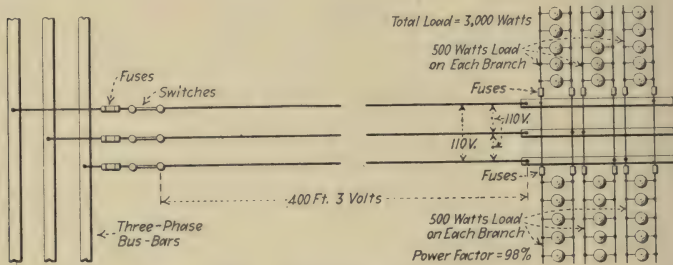 Total Load = 3,000 Watts
500 Watts Load
on Each Branch
Fuses
Switches
Fuses
110V.
110V.
Fuses
400 Ft. 3 Volts
500 Watts Load
on Each Branch
Three-Phase
Bus-Bars
Power Factor = 98%